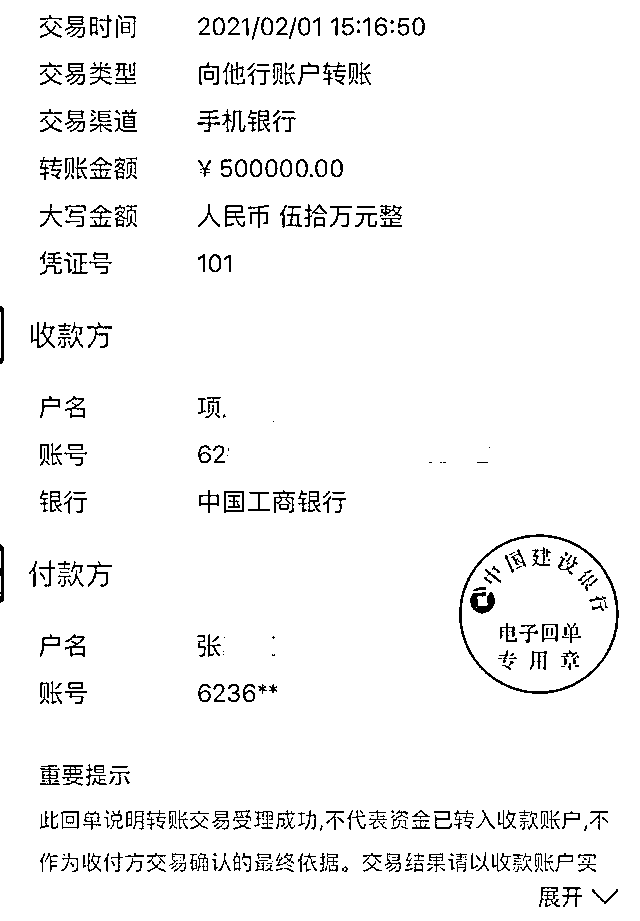 交易时间 2021/02/01 15:16:50
交易类型 向他行账户转账
交易渠道 手机银行
转账金额 ¥ 500000.00
大写金额 人民币 伍拾万元整
凭证号 101
收款方
户名 项
账号 62
银行 中国工商银行
付款方
中国建设银行
电子回单
专用章
户名 张
账号 6236**
重要提示
此回单说明转账交易受理成功,不代表资金已转入收款账户,不
作为收付方交易确认的最终依据。交易结果请以收款账户实
展开